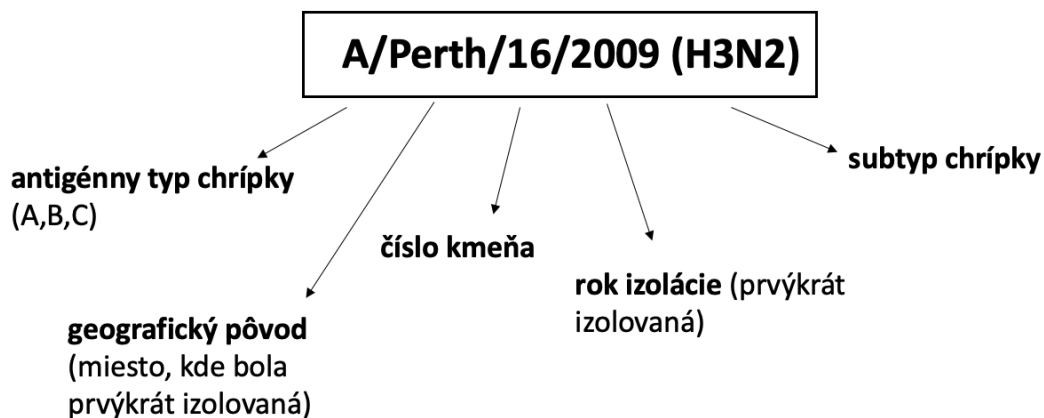 A/Perth/16/2009 (H3N2)
antigénny typ chrípky
(A,B,C)
geografický pôvod
(miesto, kde bola
prvýkrát izolovaná)
číslo kmeňa
rok izolácie (prvýkrát
izolovaná)
subtyp chrípky